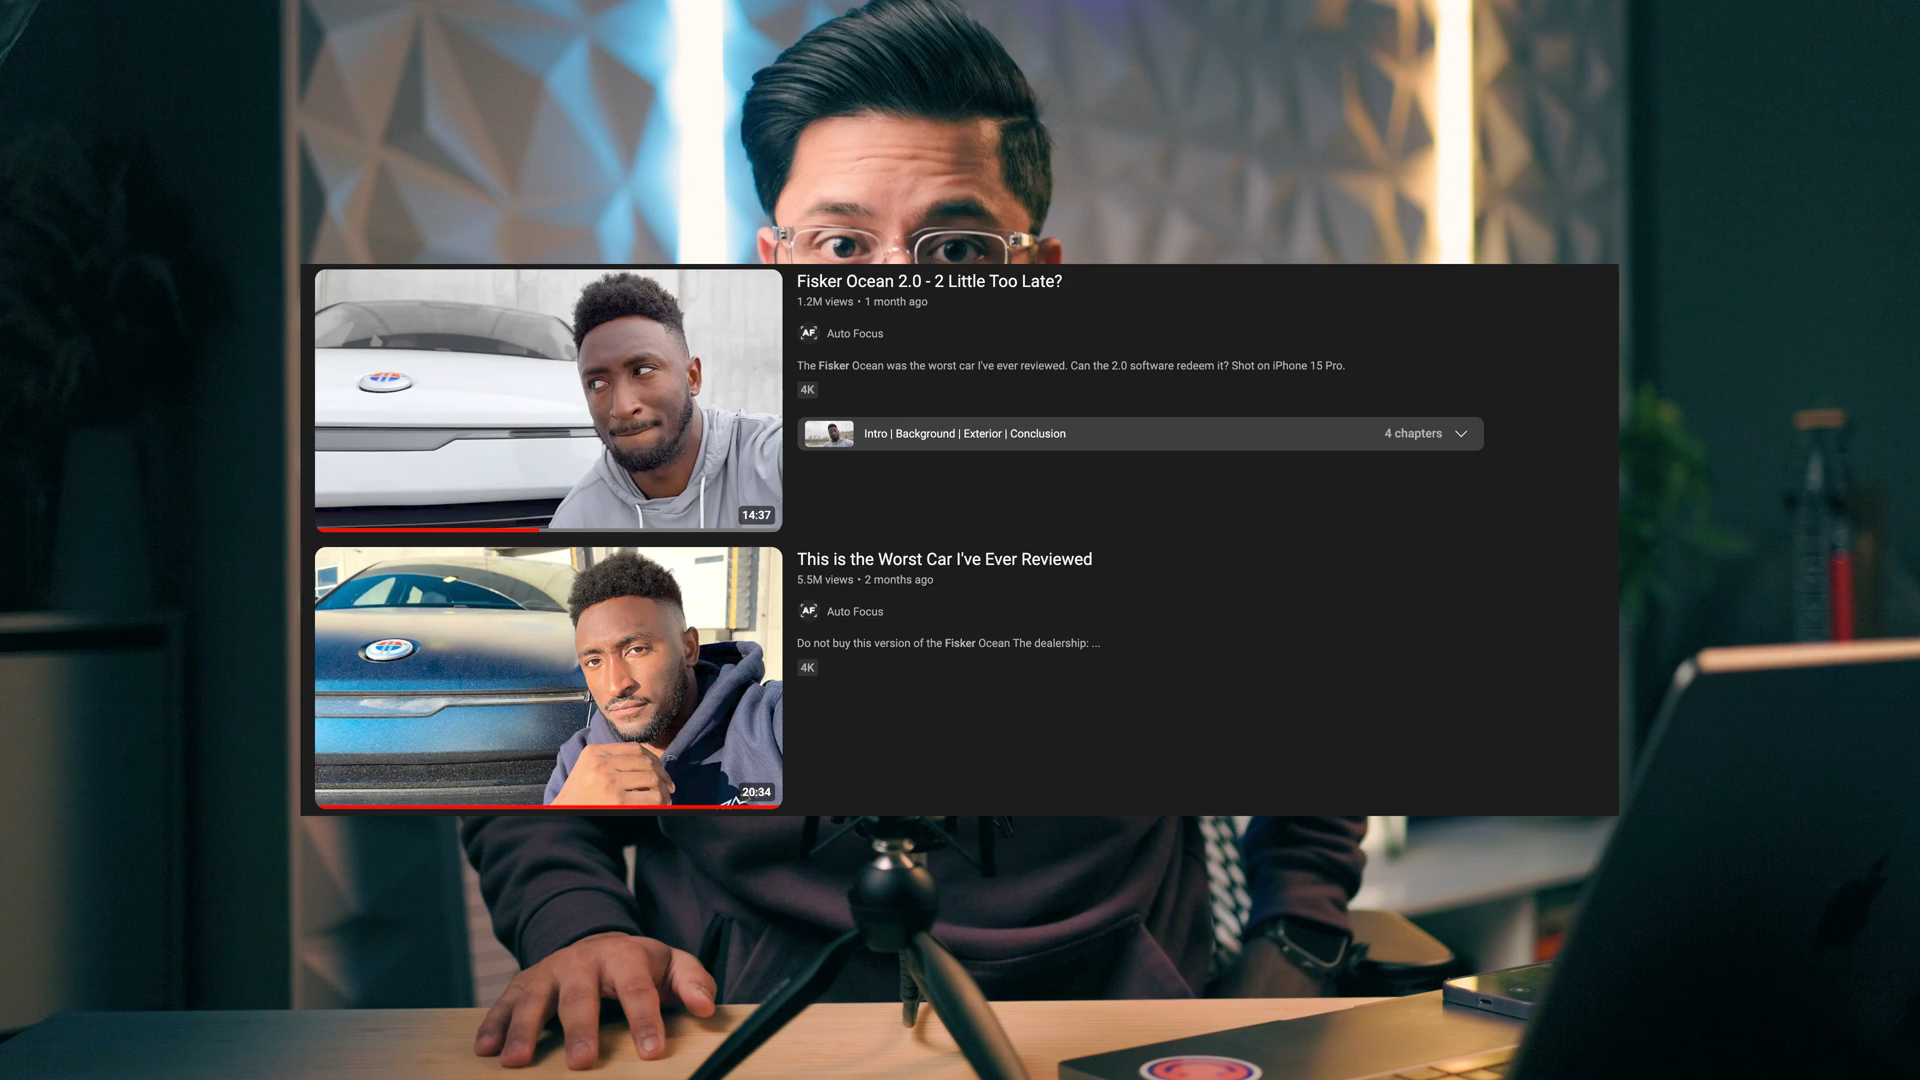 Fisker Ocean 2.0 - 2 Little Too Late?
1.2M views • 1 month ago
AF Auto Focus
The Fisker Ocean was the worst car I've ever reviewed. Can the 2.0 software redeem it? Shot on iPhone 15 Pro.
4K
Intro | Background | Exterior | Conclusion 4 chapters
14:37
This is the Worst Car I've Ever Reviewed
5.5M views • 2 months ago
AF Auto Focus
Do not buy this version of the Fisker Ocean The dealership: ...
4K
20:34